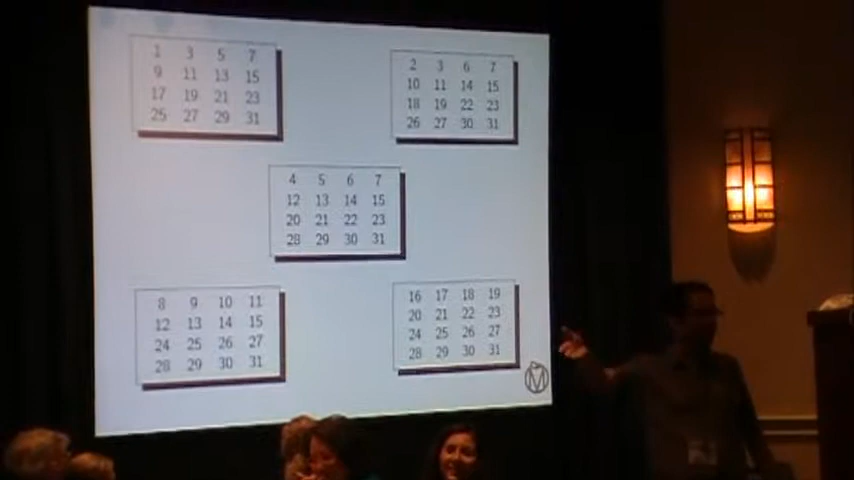 1 3 5 7
9 11 13 15
17 19 21 23
25 27 29 31
2 3 6 7
10 11 14 15
18 19 22 23
26 27 30 31
4 5 6 7
12 13 14 15
20 21 22 23
28 29 30 31
8 9 10 11
12 13 14 15
24 25 26 27
28 29 30 31
16 17 18 19
20 21 22 23
24 25 26 27
28 29 30 31
M